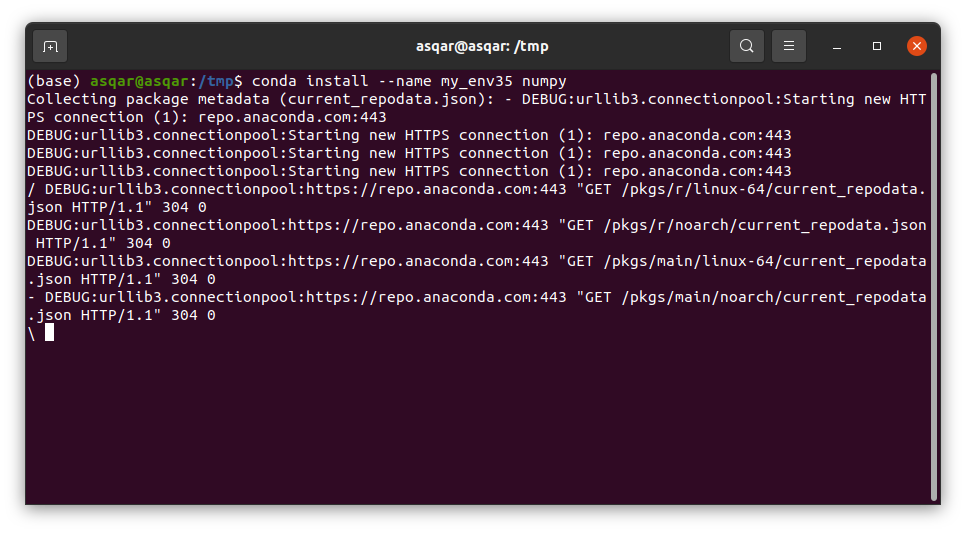 asqar@asqar: /tmp
(base) asqar@asqar:/tmp$ conda install --name my_env35 numpy
Collecting package metadata (current_repodata.json): - DEBUG:urllib3.connectionpool:Starting new HTT
PS connection (1): repo.anaconda.com:443
DEBUG:urllib3.connectionpool:Starting new HTTPS connection (1): repo.anaconda.com:443
DEBUG:urllib3.connectionpool:Starting new HTTPS connection (1): repo.anaconda.com:443
DEBUG:urllib3.connectionpool:Starting new HTTPS connection (1): repo.anaconda.com:443
/ DEBUG:urllib3.connectionpool:https://repo.anaconda.com:443 "GET /pkgs/r/linux-64/current_repodata.
json HTTP/1.1" 304 0
DEBUG:urllib3.connectionpool:https://repo.anaconda.com:443 "GET /pkgs/r/noarch/current_repodata.json
 HTTP/1.1" 304 0
DEBUG:urllib3.connectionpool:https://repo.anaconda.com:443 "GET /pkgs/main/linux-64/current_repodata
.json HTTP/1.1" 304 0
- DEBUG:urllib3.connectionpool:https://repo.anaconda.com:443 "GET /pkgs/main/noarch/current_repodata
.json HTTP/1.1" 304 0
\